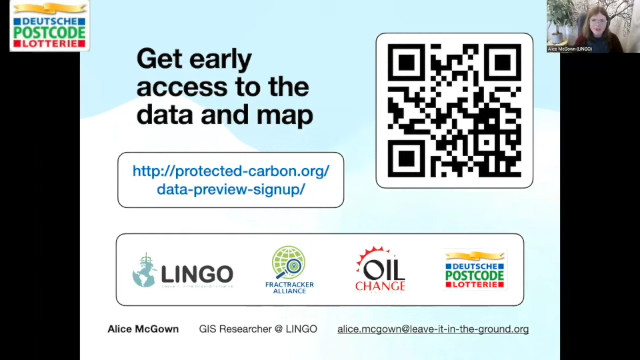 DEUTSCHE
POSTCODE
LOTTERIE
Get early
access to the
data and map
http://protected-carbon.org/
data-preview-signup/
Alice McGown (LINGO)
LINGO
FRACTRACKER
ALLIANCE
OIL
CHANGE
DEUTSCHE
POSTCODE
LOTTERIE
Alice McGown GIS Researcher @ LINGO alice.mcgown@leave-it-in-the-ground.org